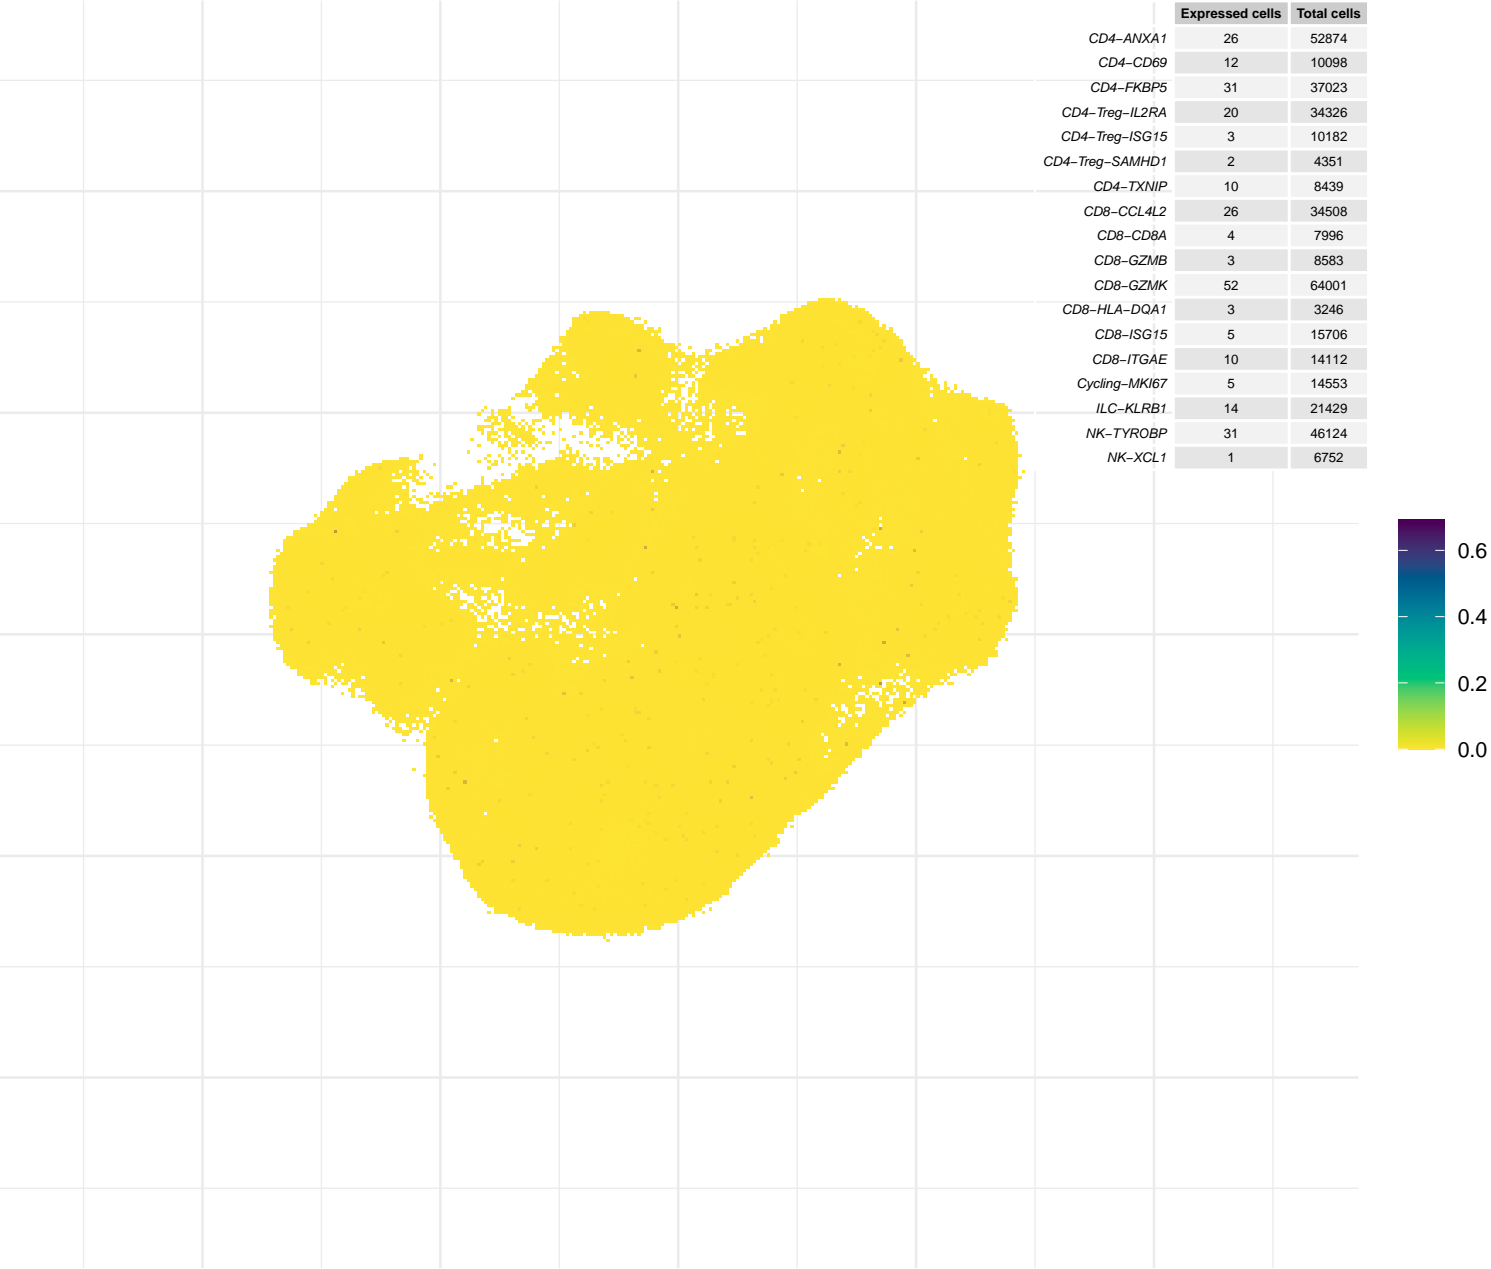 Expressed cells Total cells
CD4−ANXA1 26 52874
CD4−CD69 12 10098
CD4−FKBP5 31 37023
CD4−Treg−IL2RA 20 34326
CD4−Treg−ISG15 3 10182
CD4−Treg−SAMHD1 2 4351
CD4−TXNIP 10 8439
CD8−CCL4L2 26 34508
CD8−CD8A 4 7996
CD8−GZMB 3 8583
CD8−GZMK 52 64001
CD8−HLA−DQA1 3 3246
CD8−ISG15 5 15706
CD8−ITGAE 10 14112
Cycling−MKI67 5 14553
ILC−KLRB1 14 21429
NK−TYROBP 31 46124
NK−XCL1 1 6752
0.6
0.4
0.2
0.0